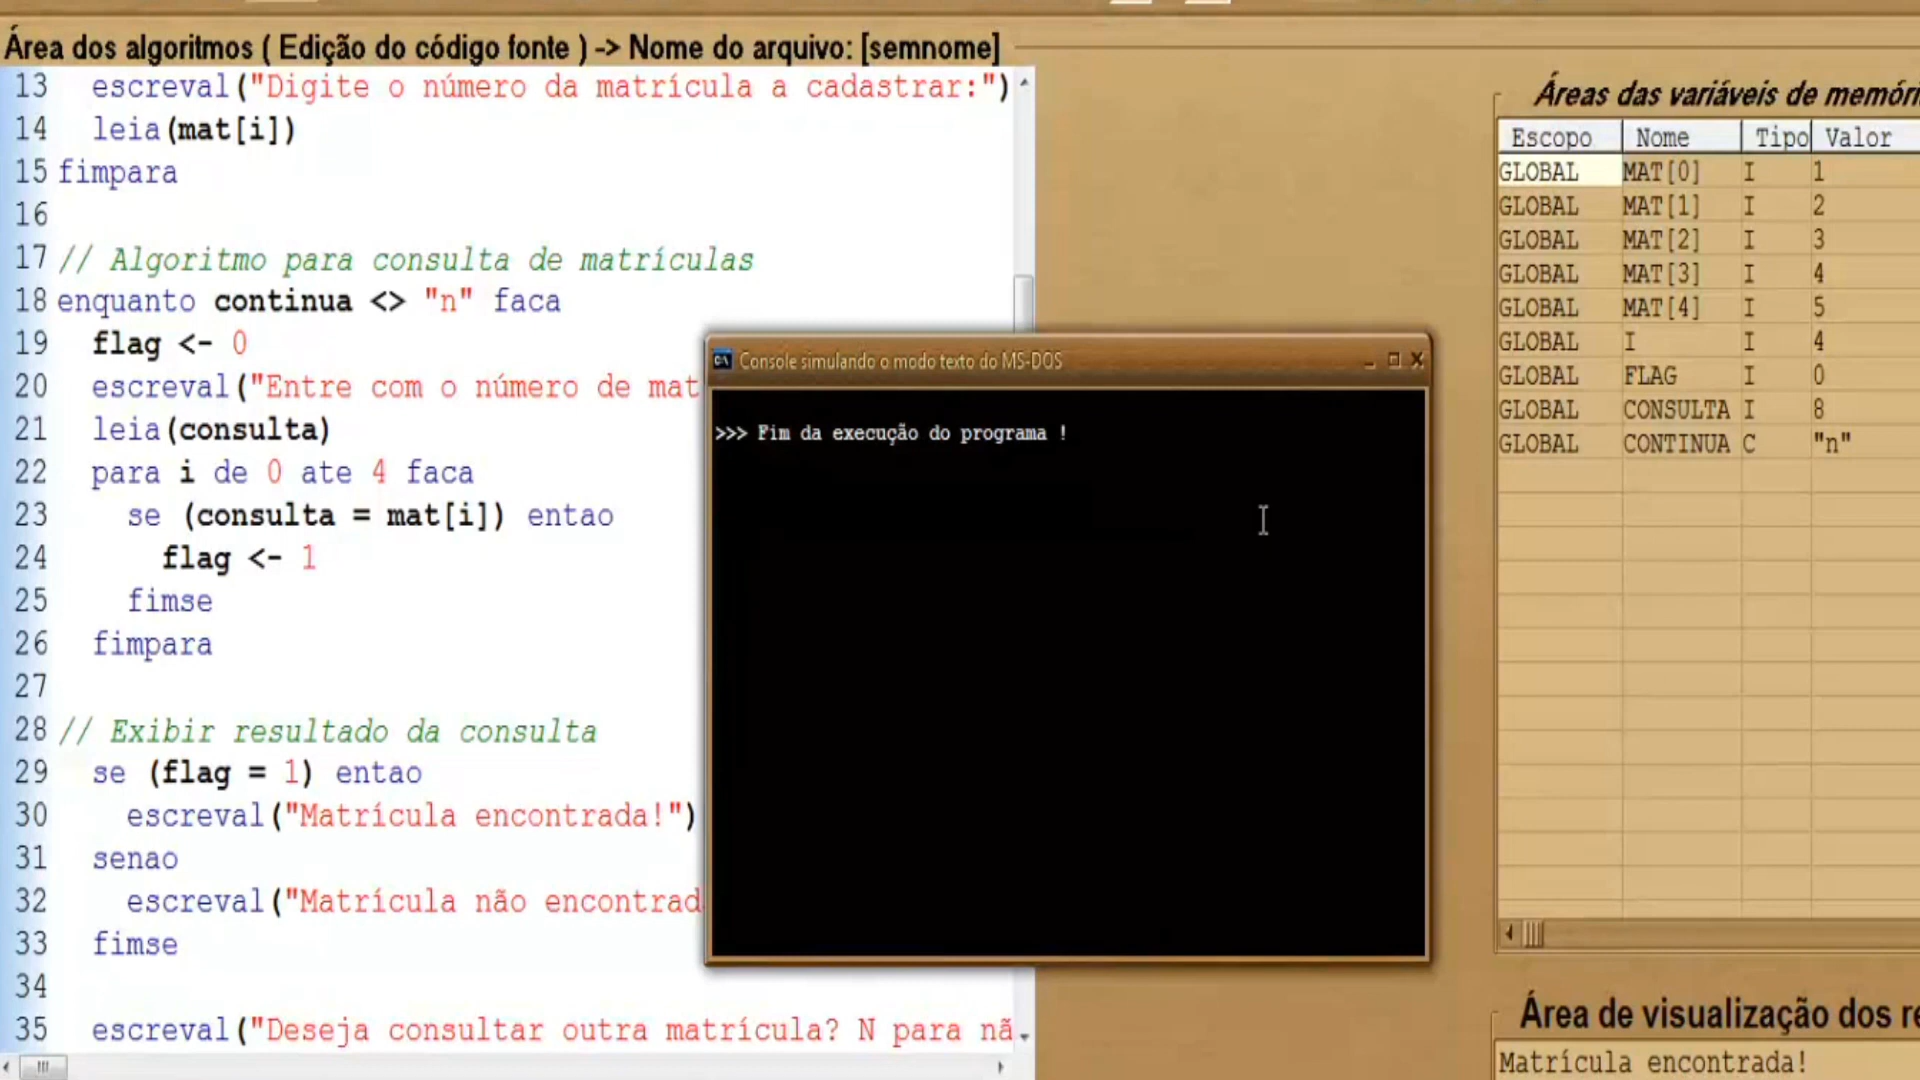 Área dos algoritmos ( Edição do código fonte ) -> Nome do arquivo: [semnome]
13 escreval("Digite o número da matrícula a cadastrar:")
14 leia(mat[i])
15 fimpara
16
17 // Algoritmo para consulta de matrículas
18 enquanto continua <> "n" faca
19 flag <- 0
20 escreval("Entre com o número de mat
21 leia(consulta)
22 para i de 0 ate 4 faca
23 se (consulta = mat[i]) entao
24 flag <- 1
25 fimse
26 fimpara
27
28 // Exibir resultado da consulta
29 se (flag = 1) entao
30 escreval("Matrícula encontrada!")
31 senao
32 escreval("Matrícula não encontrad
33 fimse
34
35 escreval("Deseja consultar outra matrícula? N para nã
Console simulando o modo texto do MS-DOS
>>> Fim da execução do programa !
Áreas das variáveis de memóri
Escopo Nome Tipo Valor
GLOBAL MAT[0] I 1
GLOBAL MAT[1] I 2
GLOBAL MAT[2] I 3
GLOBAL MAT[3] I 4
GLOBAL MAT[4] I 5
GLOBAL I I 4
GLOBAL FLAG I 0
GLOBAL CONSULTA I 8
GLOBAL CONTINUA C "n"
Área de visualização dos re
Matrícula encontrada!